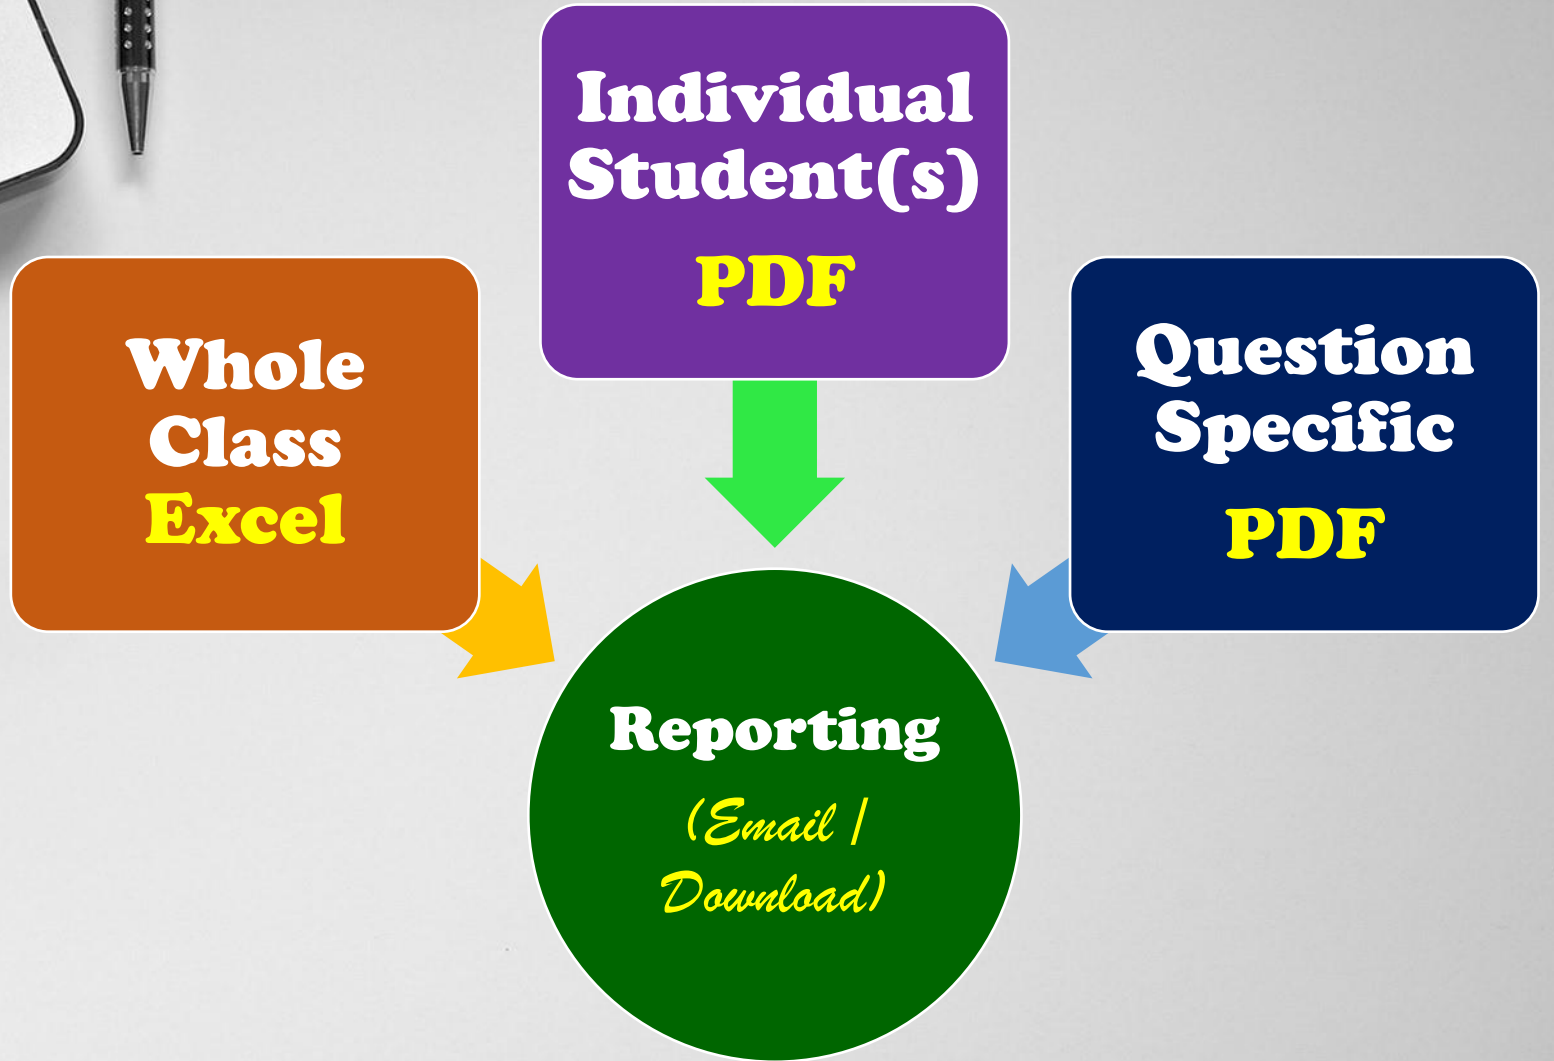 Individual
Student(s)
PDF
Whole
Class
Excel
Question
Specific
PDF
Reporting
(Email |
Download)